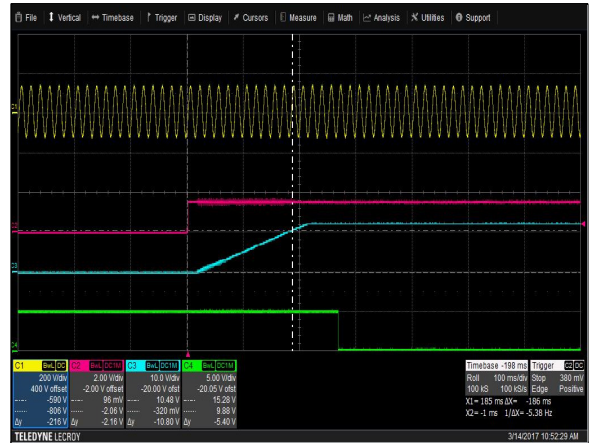 File Vertical Timebase Trigger Display Cursors Measure Math Analysis Utilities Support
C1
C2
C3
C4
C1 BwL DC C2 BwL DC1M C3 BwL DC1M C4 BwL DC1M
200 V/div 2.00 V/div 10.0 V/div 5.00 V/div
400 V offset -2.00 V offset -20.00 V ofst -20.05 V ofst
-590 V 96 mV 10.48 V 15.28 V
-806 V -2.06 V -320 mV 9.88 V
Δy -216 V Δy -2.16 V Δy -10.80 V Δy -5.40 V
Timebase -198 ms Trigger C2 DC
Roll 100 ms/div Stop 380 mV
100 kS 100 kS/s Edge Positive
X1= 185 ms ΔX= -186 ms
X2= -1 ms 1/ΔX= -5.38 Hz
TELEDYNE LECROY 3/14/2017 10:52:29 AM